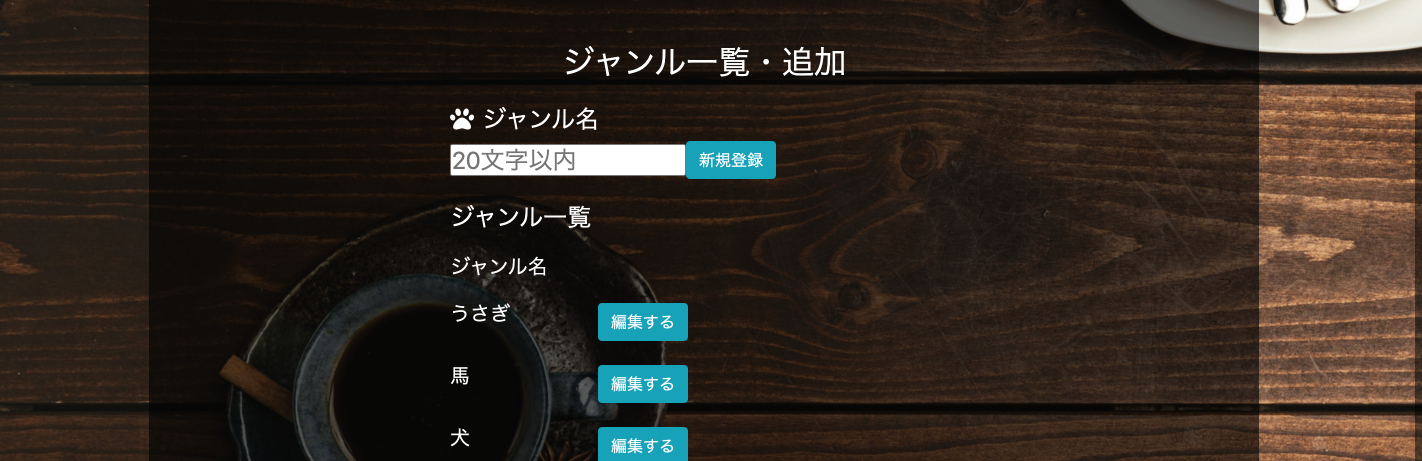 ジャンル一覧・追加
ジャンル名
20文字以内 新規登録
ジャンル一覧
ジャンル名
うさぎ 編集する
馬 編集する
犬 編集する